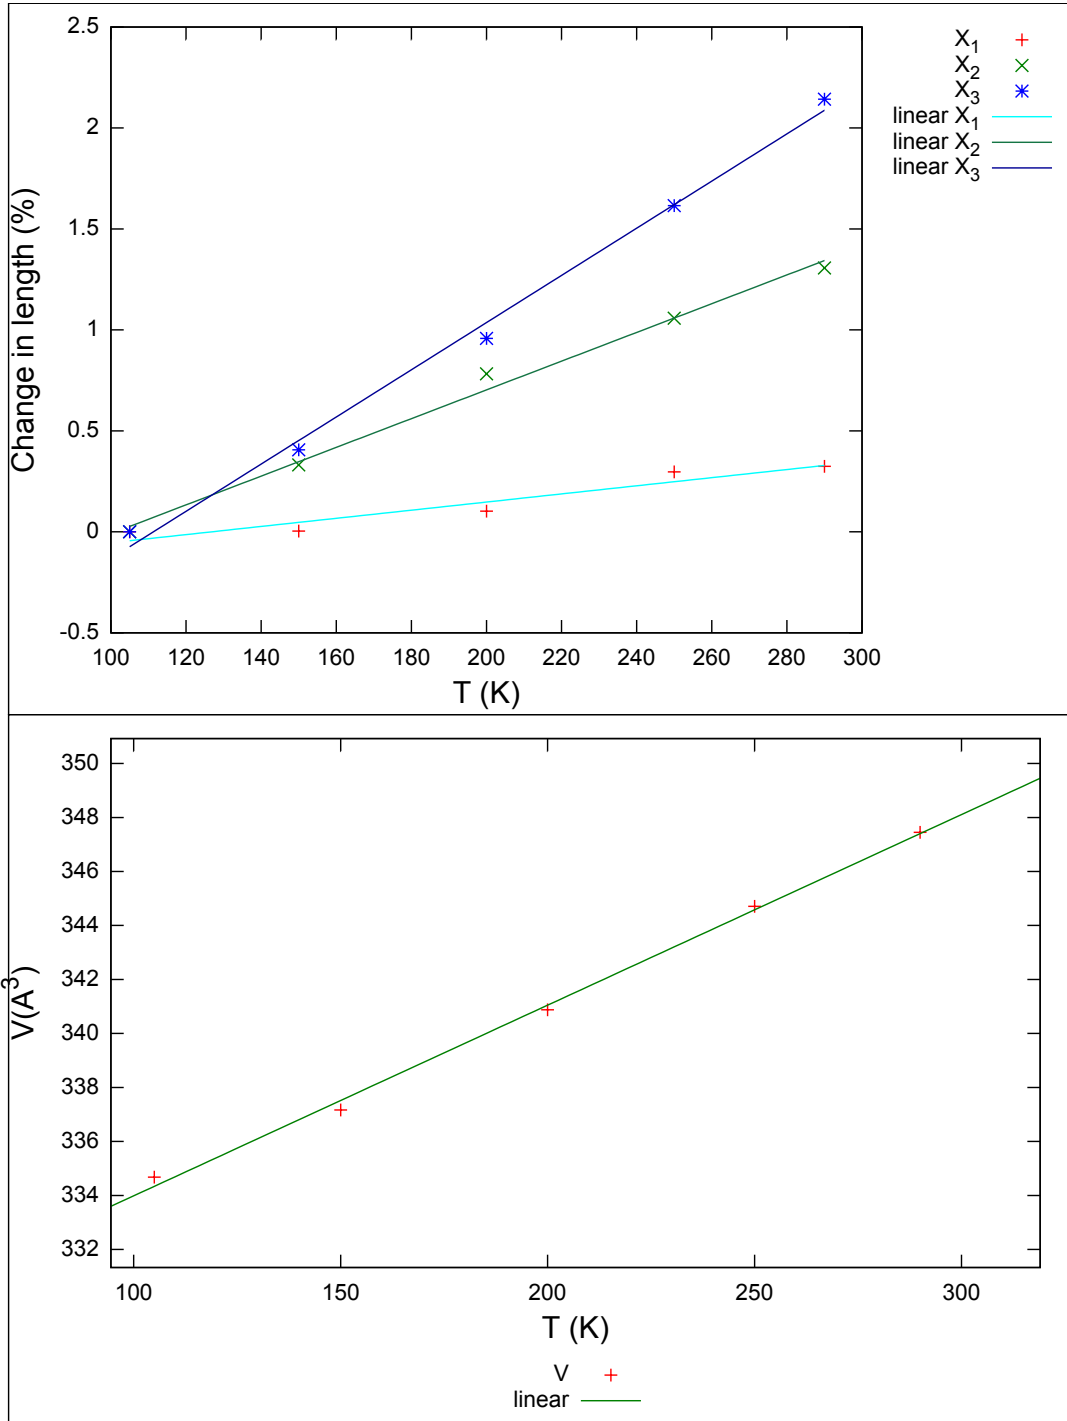 2.5
2
1.5
1
0.5
0
-0.5
100 120 140 160 180 200 220 240 260 280 300
Change in length (%)
T (K)
X₁
X₂
X₃
linear X₁
linear X₂
linear X₃
350
348
346
344
342
340
338
336
334
332
100 150 200 250 300
V(A³)
T (K)
V
linear